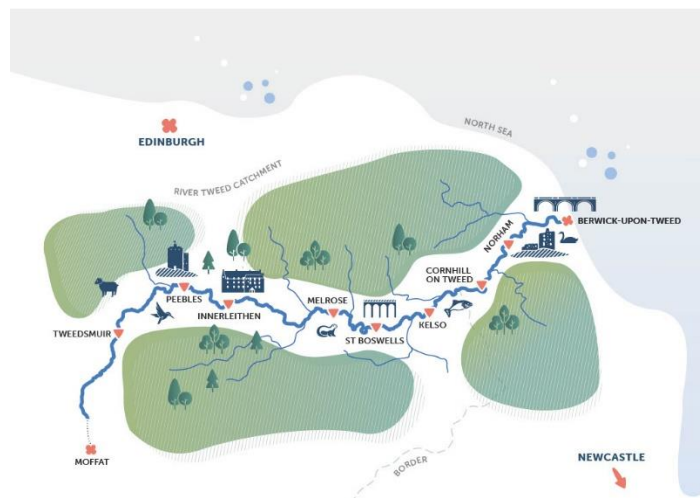 EDINBURGH
NORTH SEA
RIVER TWEED CATCHMENT
BERWICK-UPON-TWEED
NORHAM
CORNHILL
ON TWEED
PEEBLES
INNERLEITHEN
MELROSE
KELSO
TWEEDSMUIR
ST BOSWELLS
MOFFAT
BORDER
NEWCASTLE